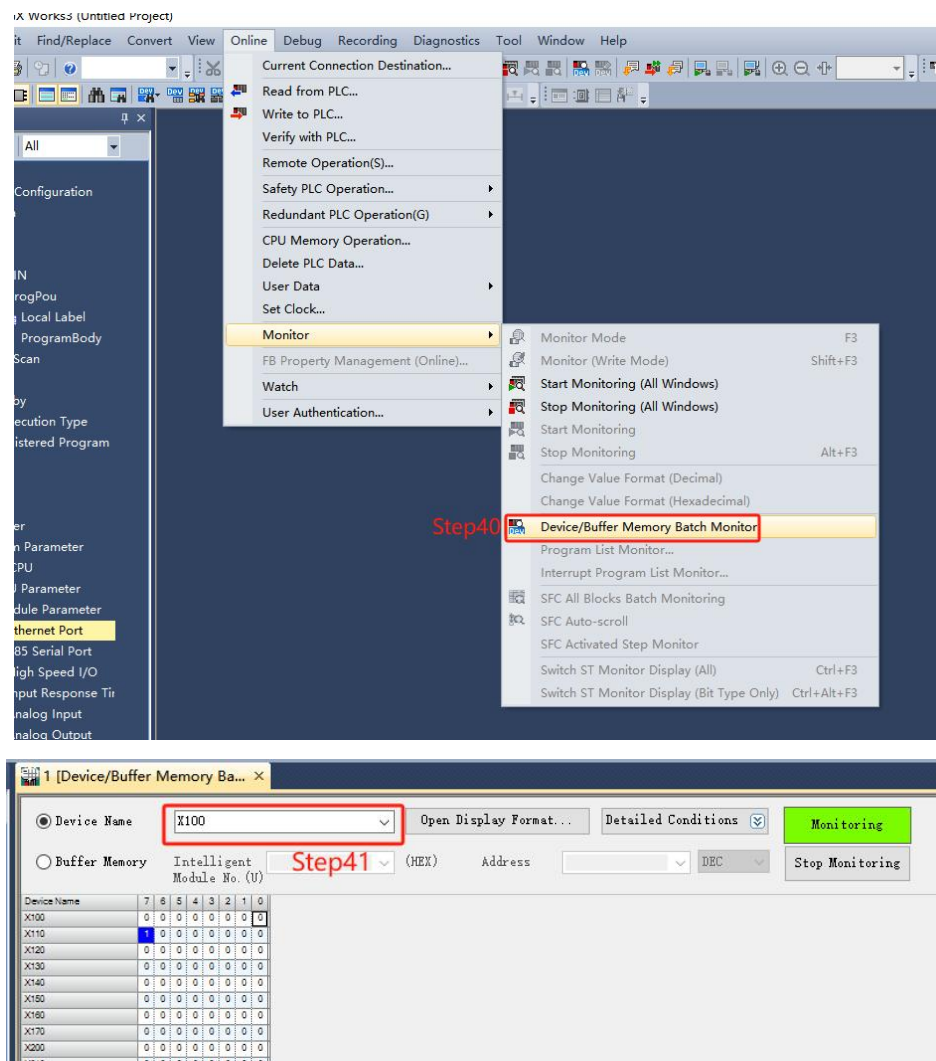 X Works3 (Untitled Project)
it Find/Replace Convert View Online Debug Recording Diagnostics Tool Window Help
Current Connection Destination...
Read from PLC...
Write to PLC...
Verify with PLC...
All
Remote Operation(S)...
Configuration
Safety PLC Operation...
Redundant PLC Operation(G)
CPU Memory Operation...
Delete PLC Data...
IN
User Data
rogPou
Set Clock...
Local Label
ProgramBody
Monitor
Monitor Mode F3
Scan
FB Property Management (Online)...
Monitor (Write Mode) Shift+F3
Watch
Start Monitoring (All Windows)
by
User Authentication...
Stop Monitoring (All Windows)
ecution Type
Start Monitoring
istered Program
Stop Monitoring Alt+F3
Change Value Format (Decimal)
Change Value Format (Hexadecimal)
er
Step40 Device/Buffer Memory Batch Monitor
Parameter
Program List Monitor...
CPU
Interrupt Program List Monitor...
Parameter
SFC All Blocks Batch Monitoring
dule Parameter
SFC Auto-scroll
thernet Port
SFC Activated Step Monitor
85 Serial Port
igh Speed I/O
Switch ST Monitor Display (All) Ctrl+F3
nput Response Tir
Switch ST Monitor Display (Bit Type Only) Ctrl+Alt+F3
nalog Input
nalog Output
1 [Device/Buffer Memory Ba... ×
Device Name X100 Open Display Format... Detailed Conditions Monitoring
Buffer Memory Intelligent Module No.(U) Step41 (HEX) Address DEC Stop Monitoring
Device Name 7 6 5 4 3 2 1 0
X100 0 0 0 0 0 0 0 0
X110 1 0 0 0 0 0 0 0
X120 0 0 0 0 0 0 0 0
X130 0 0 0 0 0 0 0 0
X140 0 0 0 0 0 0 0 0
X150 0 0 0 0 0 0 0 0
X160 0 0 0 0 0 0 0 0
X170 0 0 0 0 0 0 0 0
X200 0 0 0 0 0 0 0 0